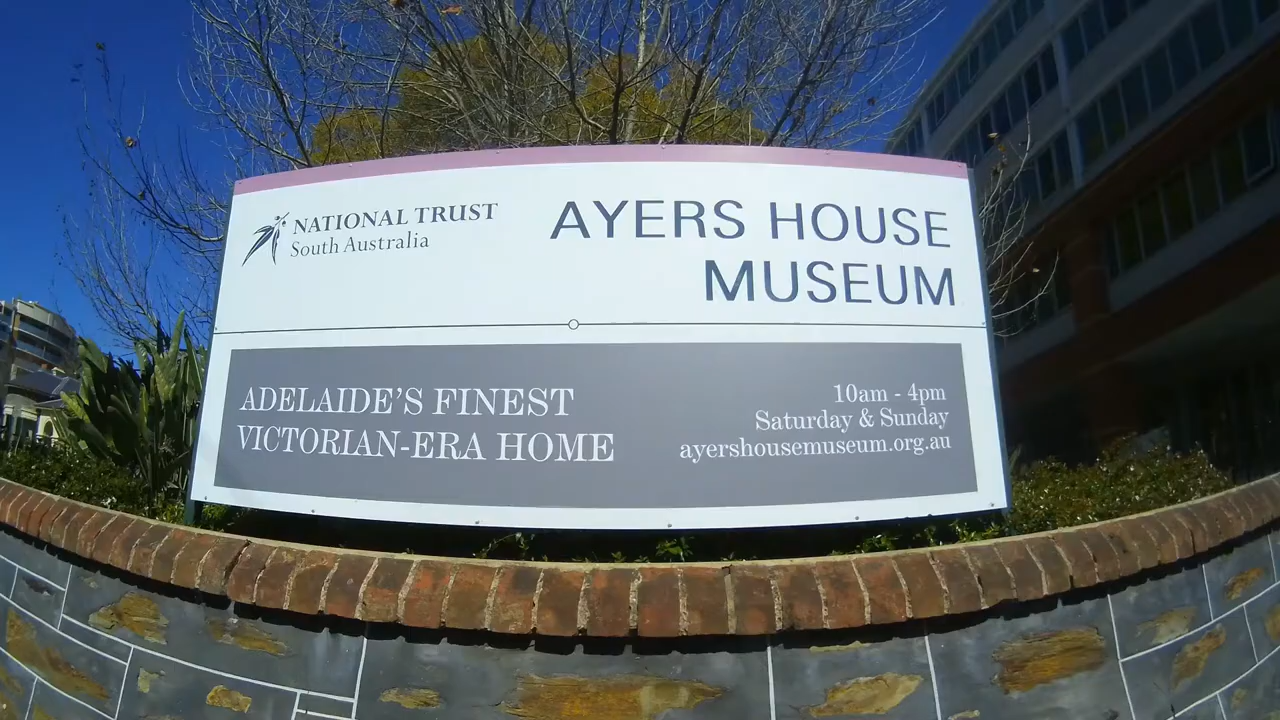 NATIONAL TRUST
South Australia
AYERS HOUSE
MUSEUM
ADELAIDE'S FINEST
VICTORIAN-ERA HOME
10am - 4pm
Saturday & Sunday
ayershousemuseum.org.au